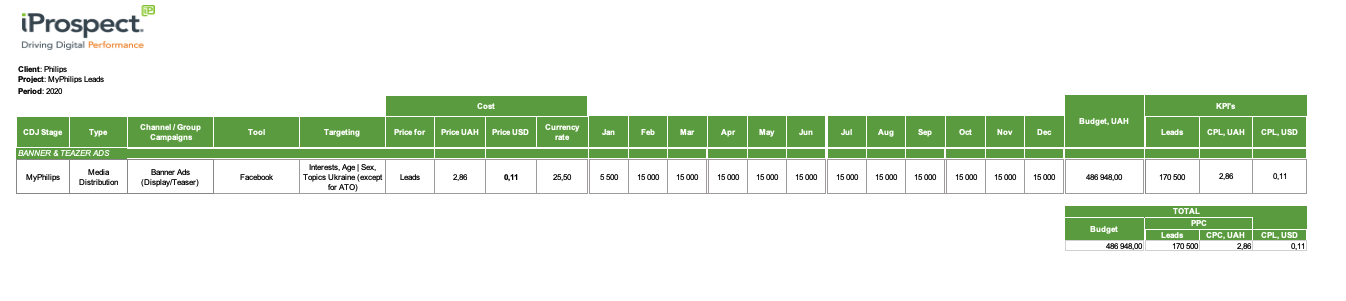 iProspect.
iP
Driving Digital Performance
Client: Philips
Project: MyPhilips Leads
Period: 2020
Cost
Budget, UAH
KPI's
CDJ Stage
Type
Channel / Group
Campaigns
Tool
Targeting
Price for
Price UAH
Price USD
Currency
rate
Jan
Feb
Mar
Apr
May
Jun
Jul
Aug
Sep
Oct
Nov
Dec
Leads
CPL, UAH
CPL, USD
BANNER & TEAZER ADS
MyPhilips
Media
Distribution
Banner Ads
(Display/Teaser)
Facebook
Interests, Age | Sex,
Topics Ukraine (except
for ATO)
Leads
2,86
0,11
25,50
5 500
15 000
15 000
15 000
15 000
15 000
15 000
15 000
15 000
15 000
15 000
15 000
486 948,00
170 500
2,86
0,11
TOTAL
Budget
PPC
Leads
CPC, UAH
CPL, USD
486 948,00
170 500
2,86
0,11